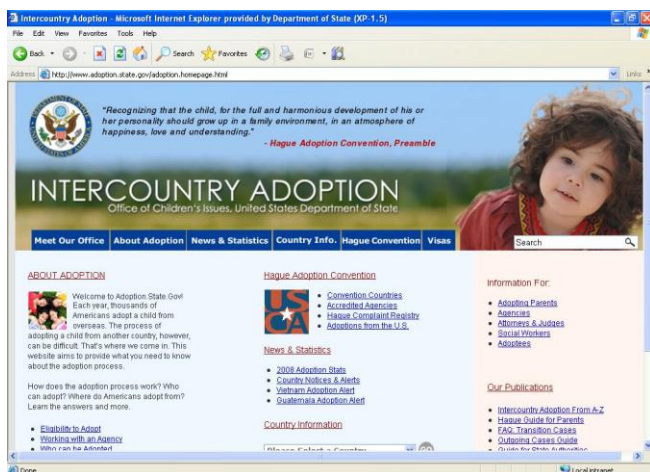 Intercountry Adoption - Microsoft Internet Explorer provided by Department of State (XP-1.5)
File Edit View Favorites Tools Help
Back Search Favorites
Address http://www.adoption.state.gov/adoption.homepage.html Links
"Recognizing that the child, for the full and harmonious development of his or
her personality should grow up in a family environment, in an atmosphere of
happiness, love and understanding."
- Hague Adoption Convention, Preamble
INTERCOUNTRY ADOPTION
Office of Children's Issues, United States Department of State
Meet Our Office About Adoption News & Statistics Country Info. Hague Convention Visas
Search
ABOUT ADOPTION
Welcome to Adoption.State.Gov!
Each year, thousands of
Americans adopt a child from
overseas. The process of
adopting a child from another country, however,
can be difficult. That's where we come in. This
website aims to provide what you need to know
about the adoption process.
How does the adoption process work? Who
can adopt? Where do Americans adopt from?
Learn the answers and more.
Eligibility to Adopt
Working with an Agency
Who can be Adopted
Hague Adoption Convention
US
CA
Convention Countries
Accredited Agencies
Hague Complaint Registry
Adoptions from the U.S.
News & Statistics
2008 Adoption Stats
Country Notices & Alerts
Vietnam Adoption Alert
Guatemala Adoption Alert
Country Information
Please Select a Country GO
Information For:
Adopting Parents
Agencies
Attorneys & Judges
Social Workers
Adoptees
Our Publications
Intercountry Adoption From A-Z
Hague Guide for Parents
FAQ: Transition Cases
Outgoing Cases Guide
Guide for State Authorities
Done Local intranet